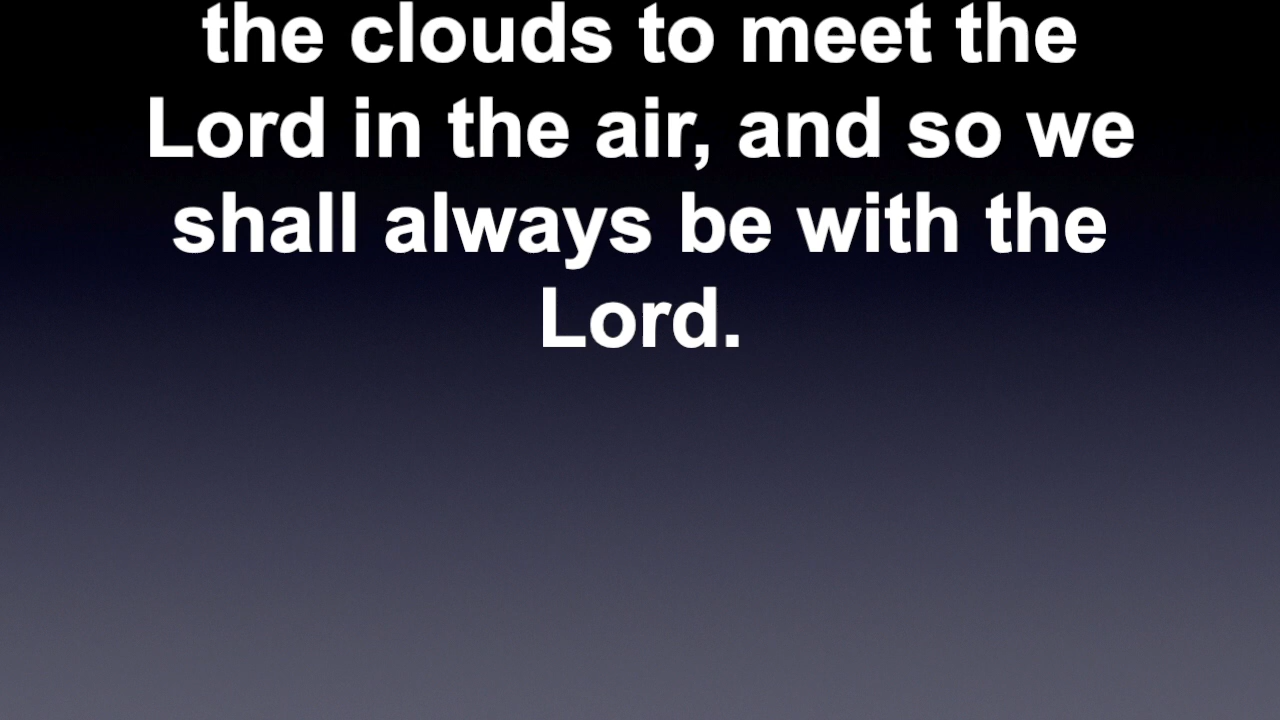 the clouds to meet the
Lord in the air, and so we
shall always be with the
Lord.